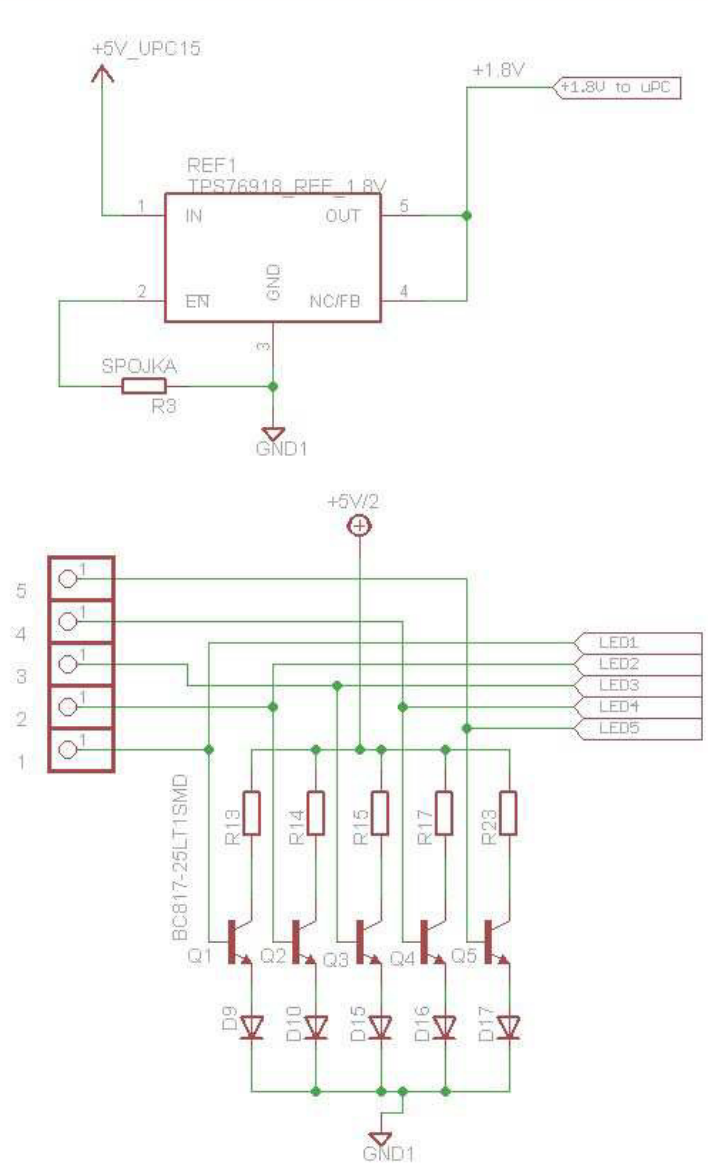 +5V_UPC15
+1.8V
+1.8V to uPC
REF1
TPS76918_REF_1.8V
1
IN
OUT
5
2
EN
GND
NC/FB
4
3
SPOJKA
R3
GND1
+5V/2
1
5
1
4
1
3
1
2
1
1
LED1
LED2
LED3
LED4
LED5
BC817-25LT1SMD
R13
R14
R15
R17
R23
Q1
Q2
Q3
Q4
Q5
D9
D10
D15
D16
D17
GND1